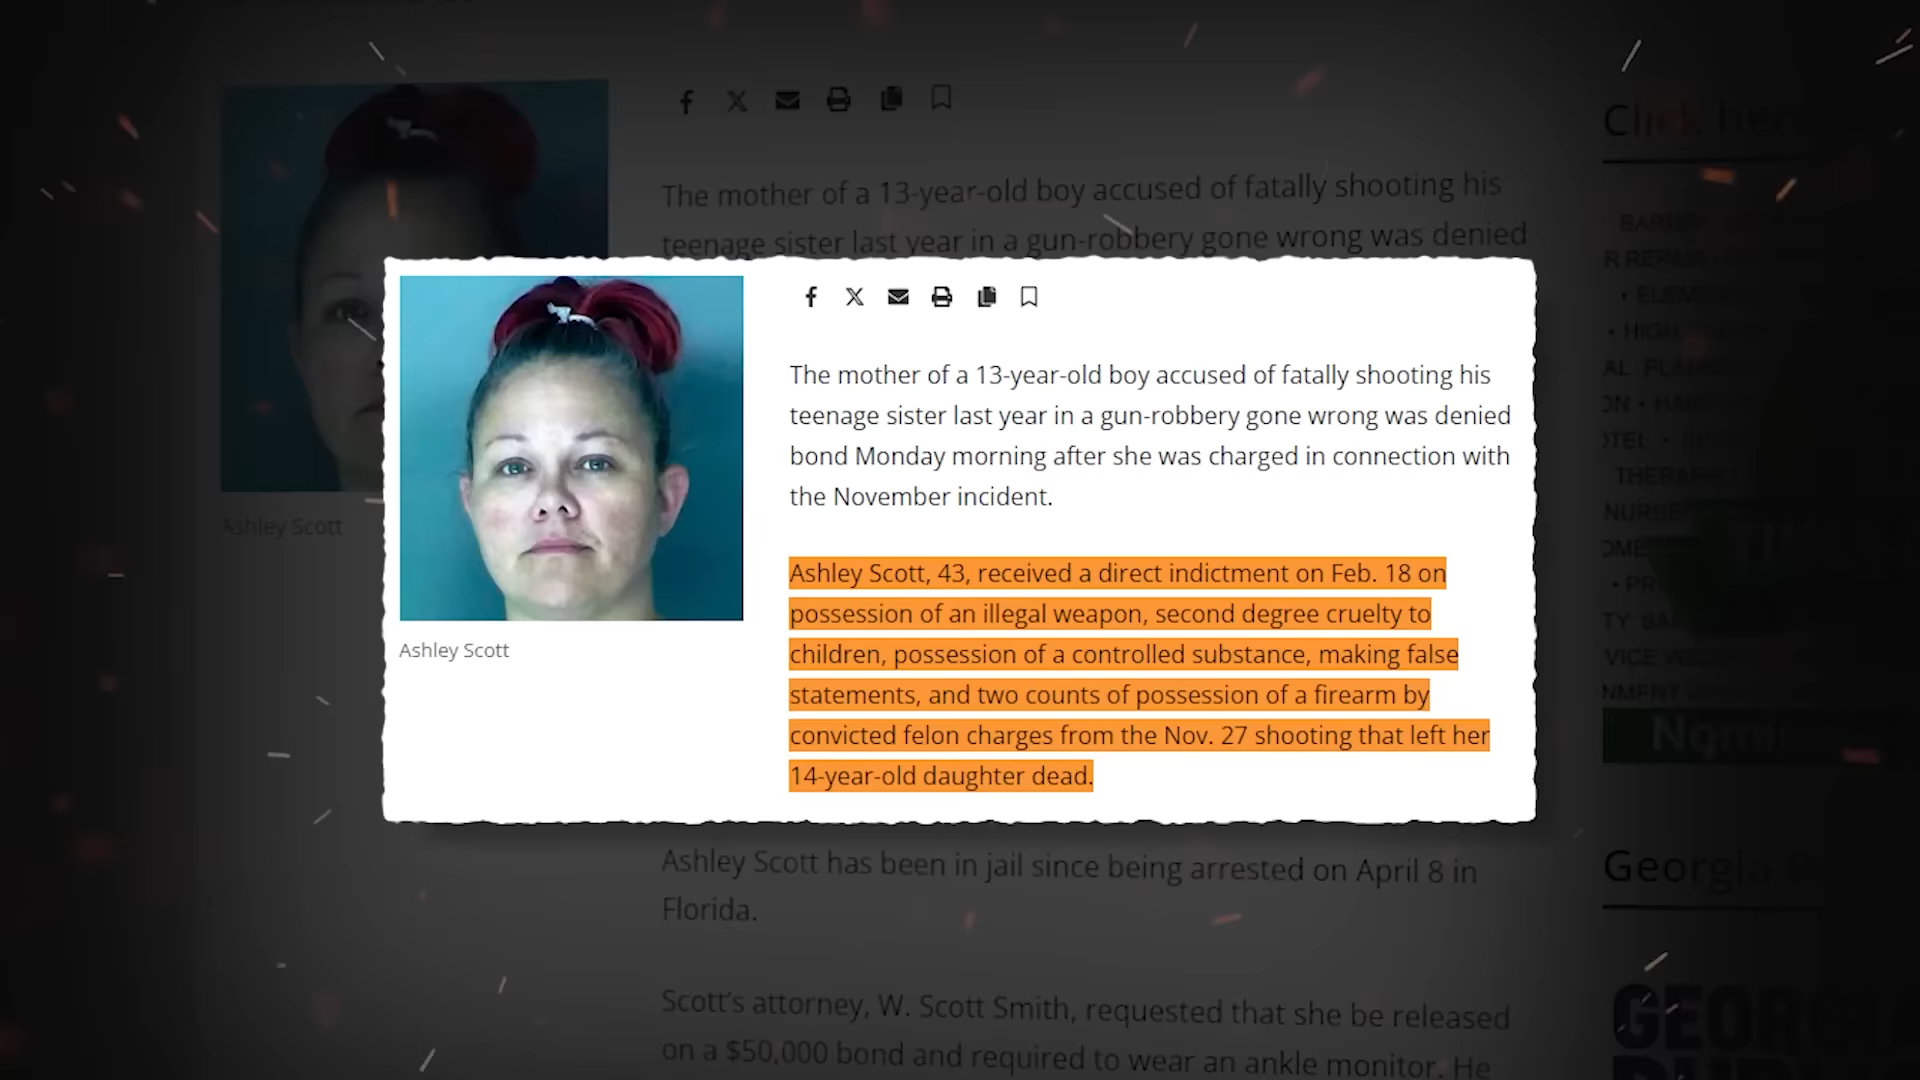 The mother of a 13-year-old boy accused of fatally shooting his
teenage sister last year in a gun-robbery gone wrong was denied
Ashley Scott
The mother of a 13-year-old boy accused of fatally shooting his
teenage sister last year in a gun-robbery gone wrong was denied
bond Monday morning after she was charged in connection with
the November incident.
Ashley Scott, 43, received a direct indictment on Feb. 18 on
possession of an illegal weapon, second degree cruelty to
children, possession of a controlled substance, making false
statements, and two counts of possession of a firearm by
convicted felon charges from the Nov. 27 shooting that left her
14-year-old daughter dead.
Ashley Scott
Ashley Scott has been in jail since being arrested on April 8 in
Florida.
Scott's attorney, W. Scott Smith, requested that she be released
on a $50,000 bond and required to wear an ankle monitor. He
Click her
Georgia